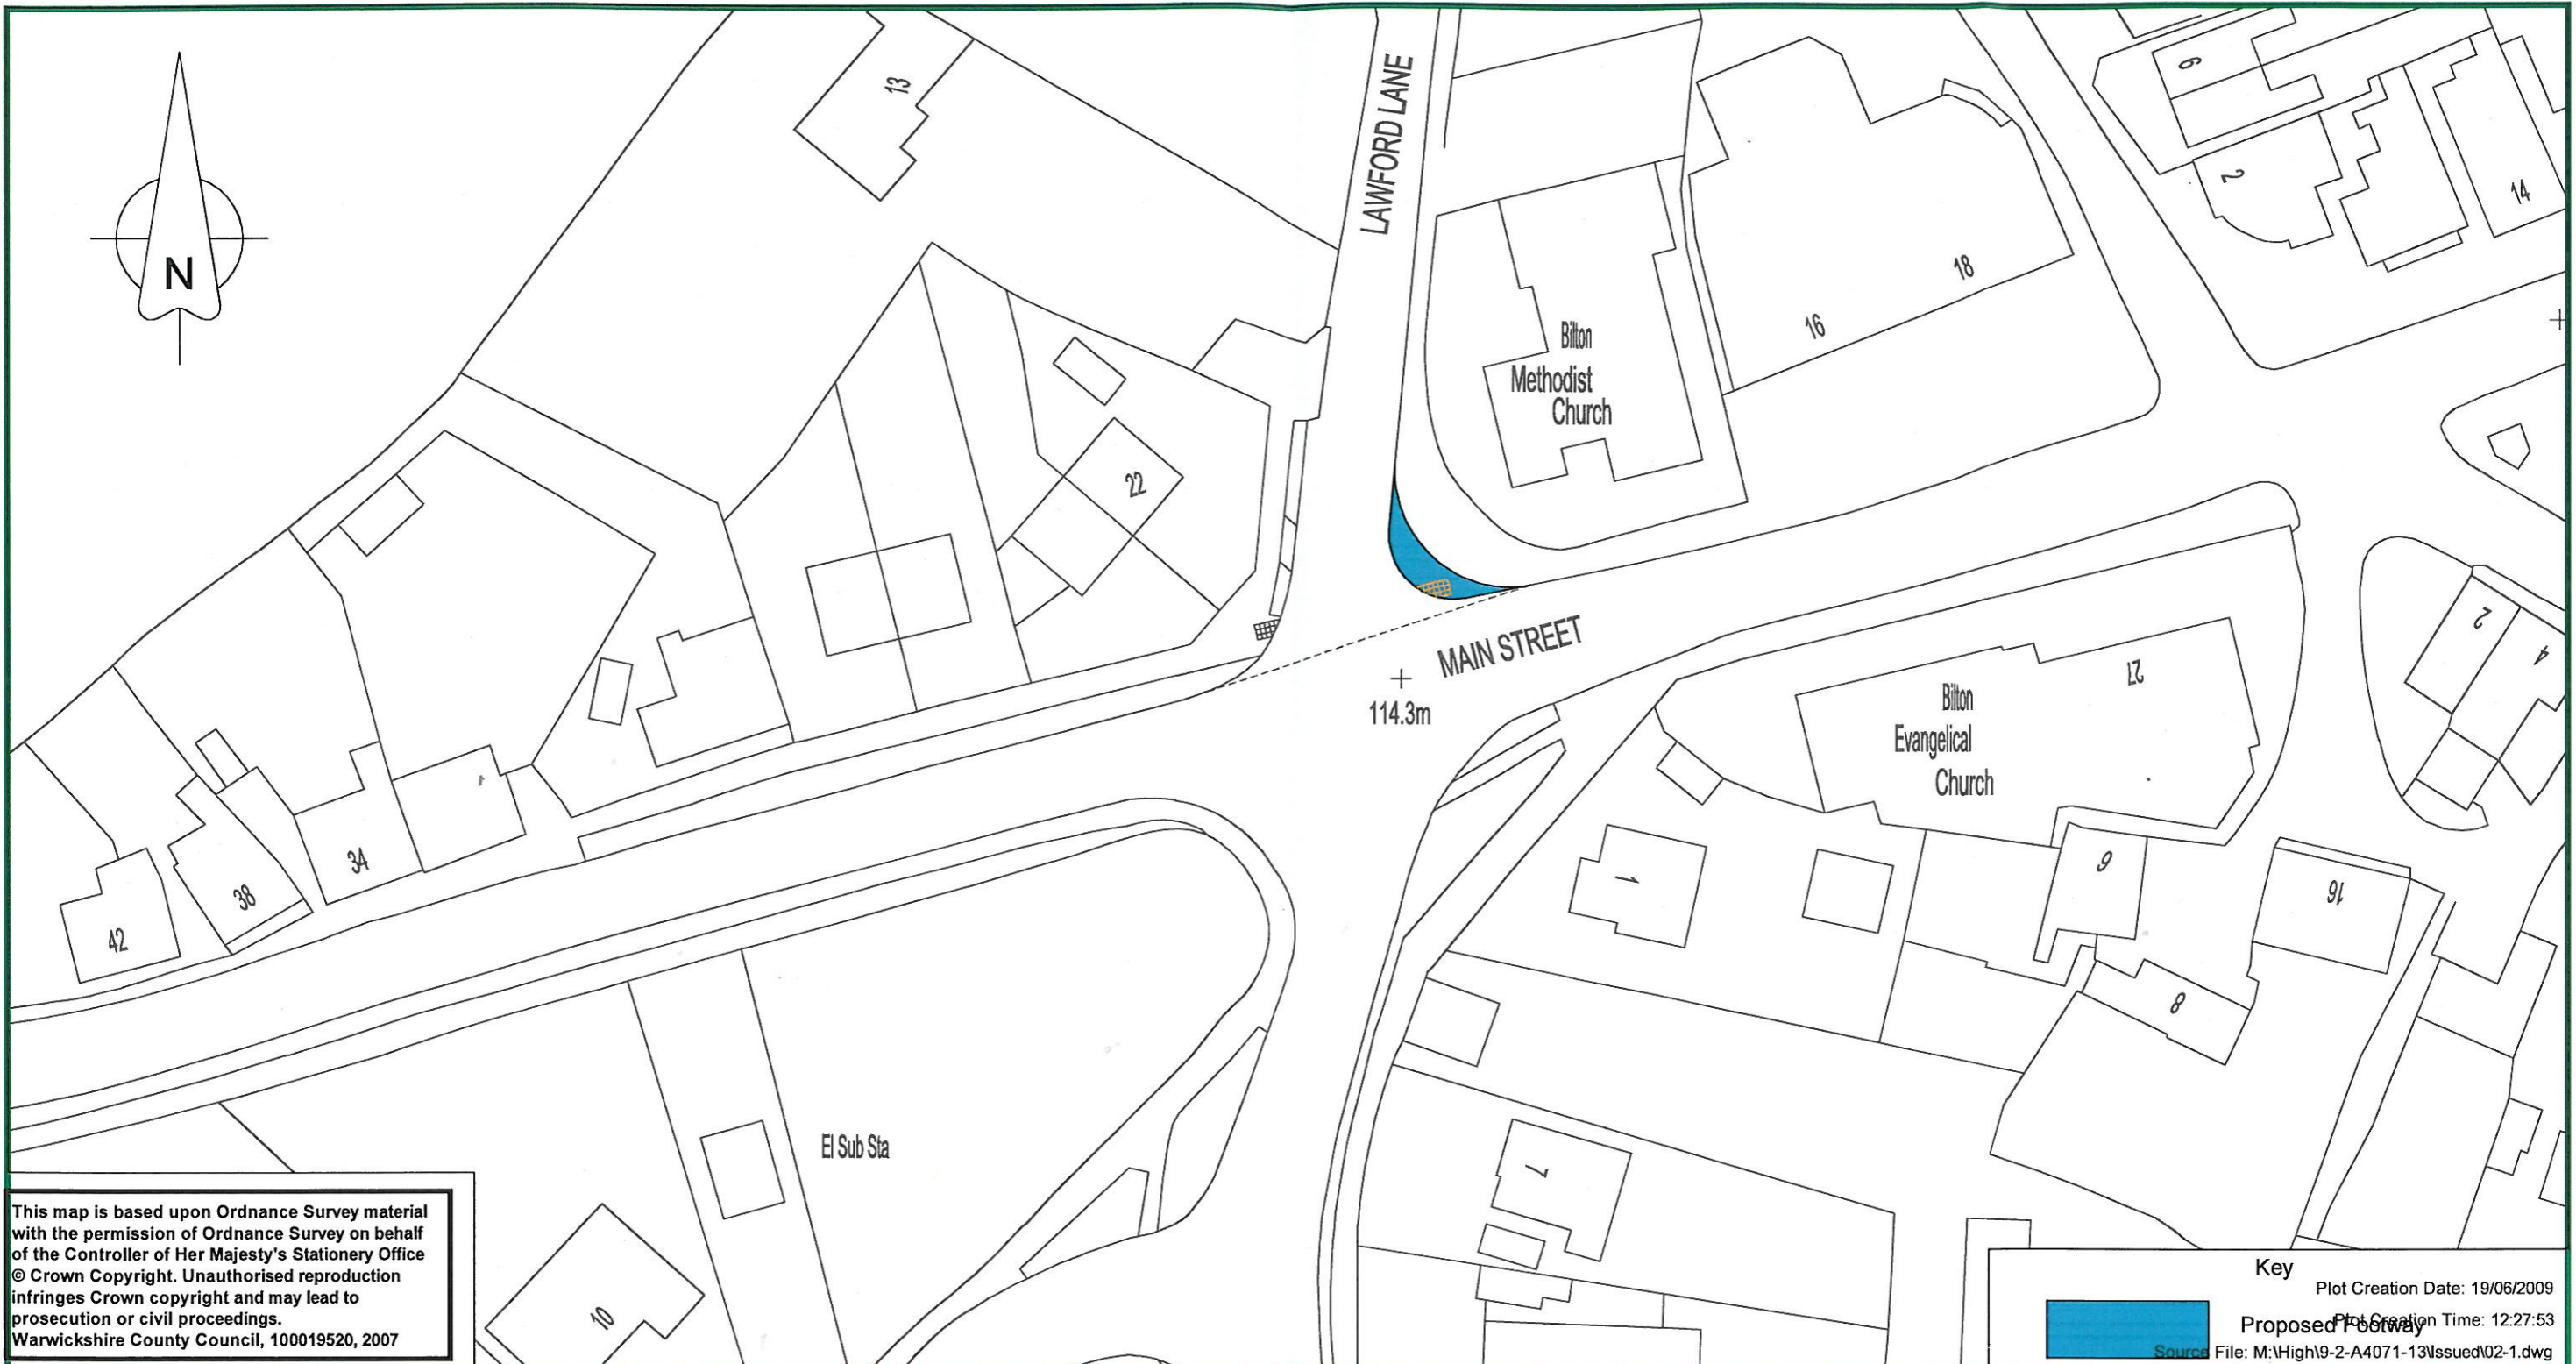 N
13
LAWFORD LANE
6
2
14
18
16
Bilton
Methodist
Church
22
MAIN STREET
114.3m
27
Bilton
Evangelical
Church
2
4
34
38
42
1
6
16
8
El Sub Sta
7
10
This map is based upon Ordnance Survey material
with the permission of Ordnance Survey on behalf
of the Controller of Her Majesty's Stationery Office
© Crown Copyright. Unauthorised reproduction
infringes Crown copyright and may lead to
prosecution or civil proceedings.
Warwickshire County Council, 100019520, 2007
Key
Plot Creation Date: 19/06/2009
Proposed Footway
Plot Creation Time: 12:27:53
Source File: M:\High\9-2-A4071-13\Issued\02-1.dwg